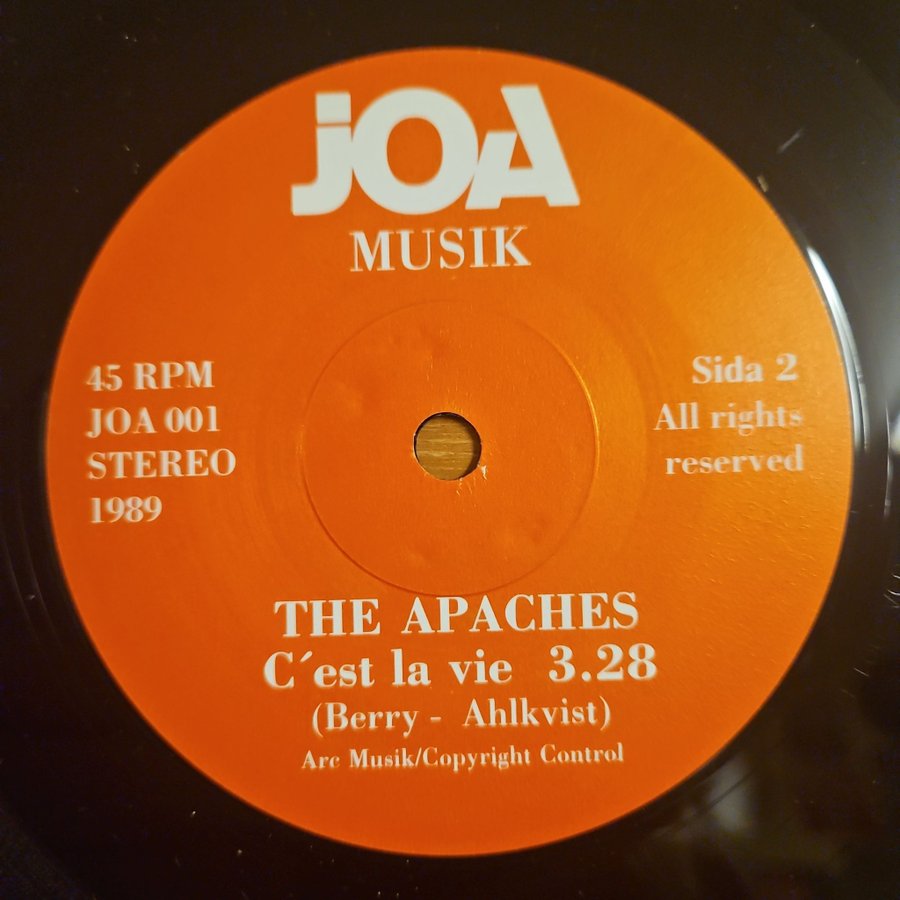 jOA
MUSIK
45 RPM
JOA 001
STEREO
1989
Sida 2
All rights
reserved
THE APACHES
C´est la vie 3.28
(Berry - Ahlkvist)
Arc Musik/Copyright Control